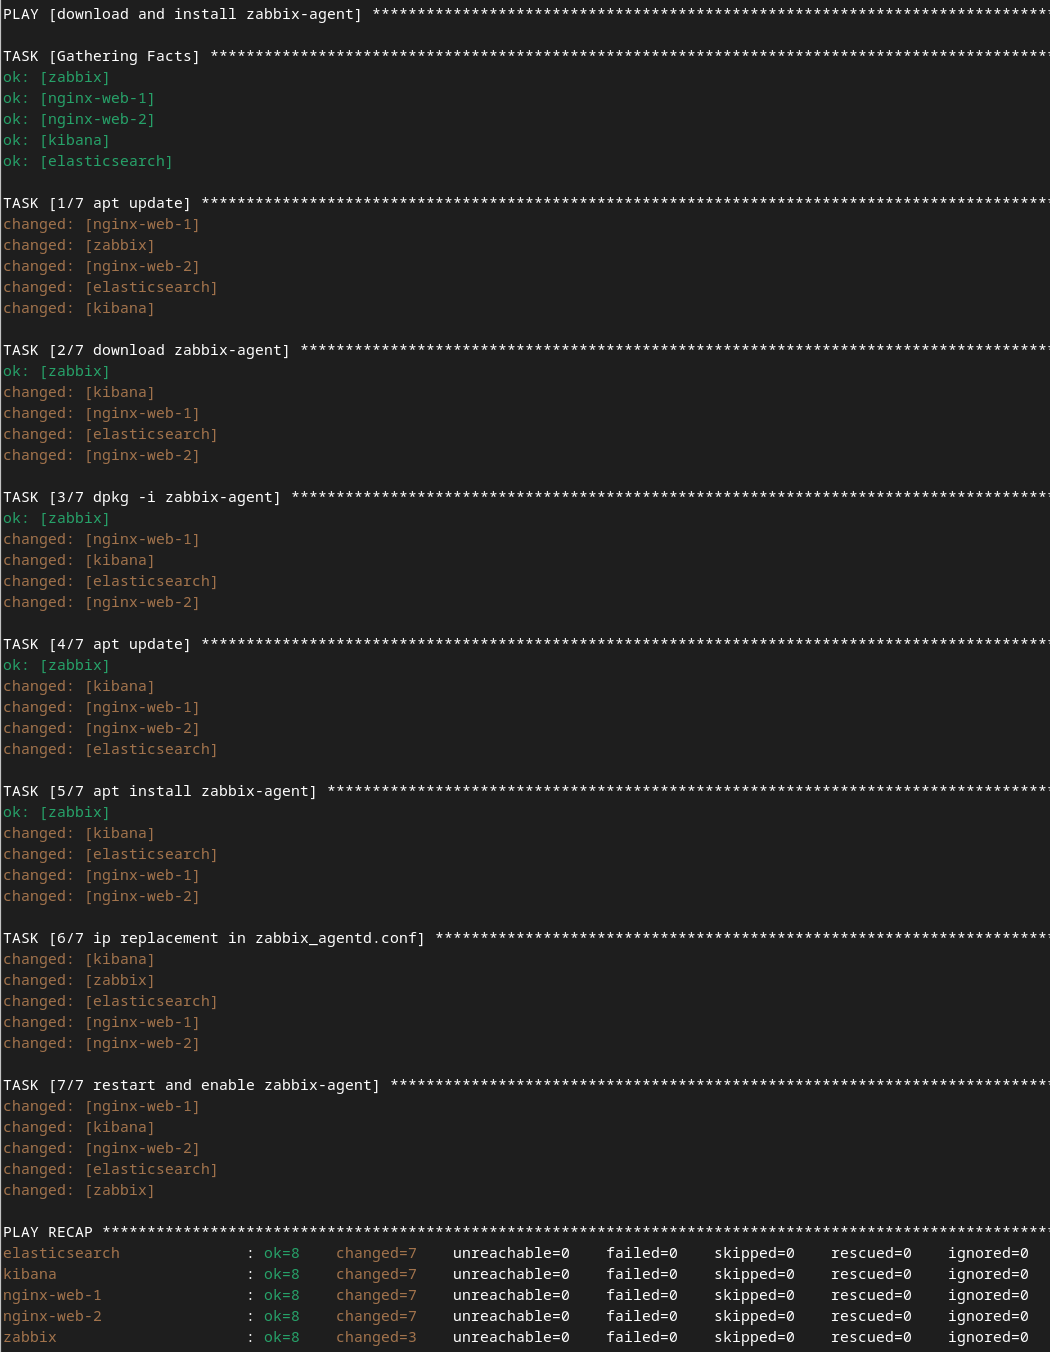 PLAY [download and install zabbix-agent] ***************************************************************************
TASK [Gathering Facts] *********************************************************************************************
ok: [zabbix]
ok: [nginx-web-1]
ok: [nginx-web-2]
ok: [kibana]
ok: [elasticsearch]
TASK [1/7 apt update] **********************************************************************************************
changed: [nginx-web-1]
changed: [zabbix]
changed: [nginx-web-2]
changed: [elasticsearch]
changed: [kibana]
TASK [2/7 download zabbix-agent] ***********************************************************************************
ok: [zabbix]
changed: [kibana]
changed: [nginx-web-1]
changed: [elasticsearch]
changed: [nginx-web-2]
TASK [3/7 dpkg -i zabbix-agent] ************************************************************************************
ok: [zabbix]
changed: [nginx-web-1]
changed: [kibana]
changed: [elasticsearch]
changed: [nginx-web-2]
TASK [4/7 apt update] **********************************************************************************************
ok: [zabbix]
changed: [kibana]
changed: [nginx-web-1]
changed: [nginx-web-2]
changed: [elasticsearch]
TASK [5/7 apt install zabbix-agent] ********************************************************************************
ok: [zabbix]
changed: [kibana]
changed: [elasticsearch]
changed: [nginx-web-1]
changed: [nginx-web-2]
TASK [6/7 ip replacement in zabbix_agentd.conf] ********************************************************************
changed: [kibana]
changed: [zabbix]
changed: [elasticsearch]
changed: [nginx-web-1]
changed: [nginx-web-2]
TASK [7/7 restart and enable zabbix-agent] *************************************************************************
changed: [nginx-web-1]
changed: [kibana]
changed: [nginx-web-2]
changed: [elasticsearch]
changed: [zabbix]
PLAY RECAP *********************************************************************************************************
elasticsearch              : ok=8    changed=7    unreachable=0    failed=0    skipped=0    rescued=0    ignored=0
kibana                     : ok=8    changed=7    unreachable=0    failed=0    skipped=0    rescued=0    ignored=0
nginx-web-1                : ok=8    changed=7    unreachable=0    failed=0    skipped=0    rescued=0    ignored=0
nginx-web-2                : ok=8    changed=7    unreachable=0    failed=0    skipped=0    rescued=0    ignored=0
zabbix                     : ok=8    changed=3    unreachable=0    failed=0    skipped=0    rescued=0    ignored=0